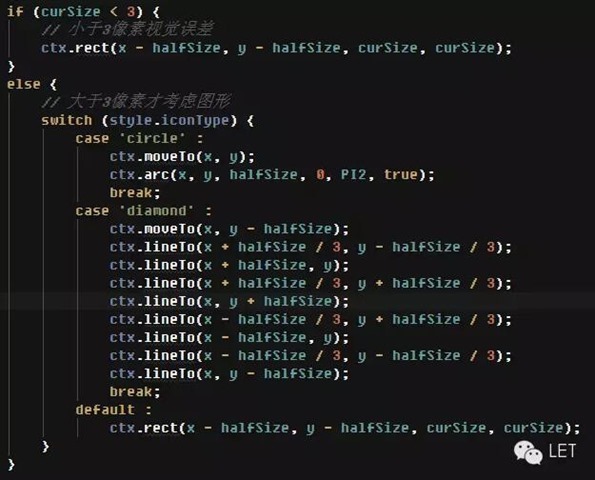 if (curSize < 3) {
// 小于3像素视觉误差
ctx.rect(x - halfSize, y - halfSize, curSize, curSize);
}
else {
// 大于3像素才考虑图形
switch (style.iconType) {
case 'circle' :
ctx.moveTo(x, y);
ctx.arc(x, y, halfSize, 0, PI2, true);
break;
case 'diamond' :
ctx.moveTo(x, y - halfSize);
ctx.lineTo(x + halfSize / 3, y - halfSize / 3);
ctx.lineTo(x + halfSize, y);
ctx.lineTo(x + halfSize / 3, y + halfSize / 3);
ctx.lineTo(x, y + halfSize);
ctx.lineTo(x - halfSize / 3, y + halfSize / 3);
ctx.lineTo(x - halfSize, y);
ctx.lineTo(x - halfSize / 3, y - halfSize / 3);
ctx.lineTo(x, y - halfSize);
break;
default :
ctx.rect(x - halfSize, y - halfSize, curSize, curSize);
}
}
LET